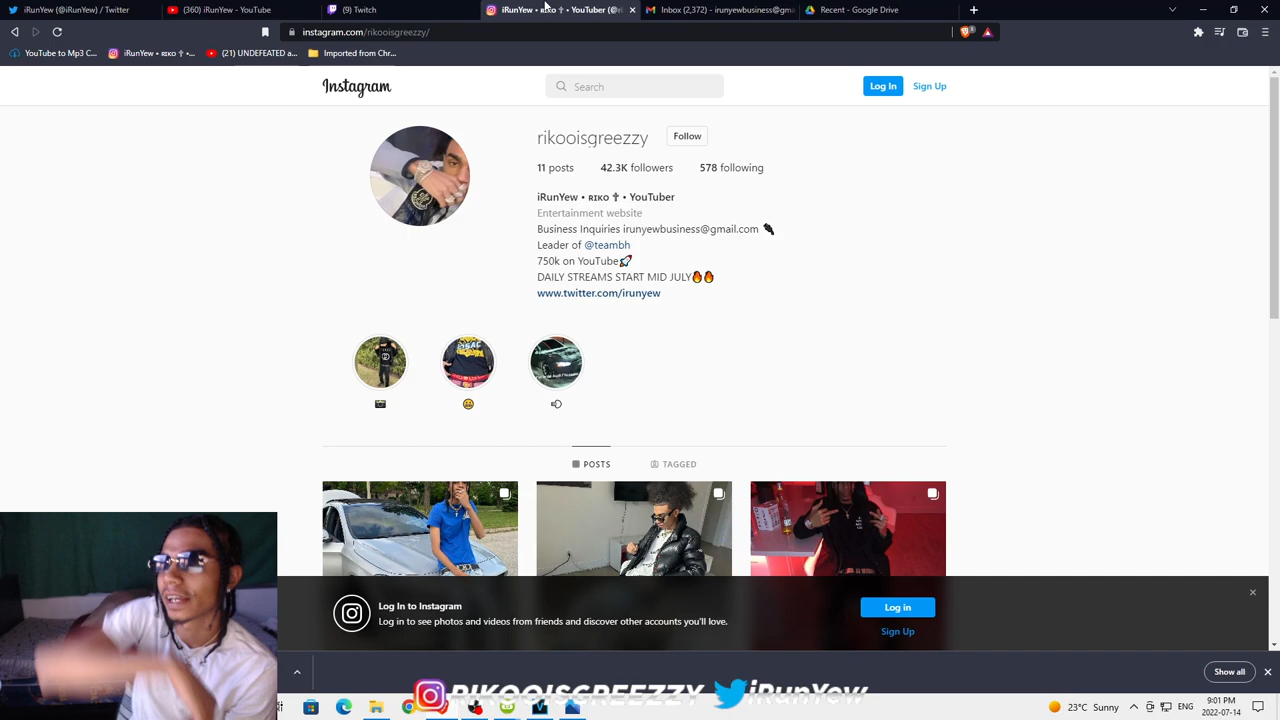 iRunYew (@iRunYew) / Twitter
(360) iRunYew - YouTube
(9) Twitch
iRunYew • ʀɪᴋᴏ ✝ • YouTuber (@r
Inbox (2,372) - irunyewbusiness@gma
Recent - Google Drive
instagram.com/rikooisgreezzy/
YouTube to Mp3 C...
iRunYew • ʀɪᴋᴏ ✝ •...
(21) UNDEFEATED a...
Imported from Chr...
Instagram
Search
Log In
Sign Up
rikooisgreezzy
Follow
11 posts
42.3K followers
578 following
iRunYew • ʀɪᴋᴏ ✝ • YouTuber
Entertainment website
Business Inquiries irunyewbusiness@gmail.com
Leader of @teambh
750k on YouTube🚀
DAILY STREAMS START MID JULY🔥🔥
www.twitter.com/irunyew
POSTS
TAGGED
Log In to Instagram
Log in to see photos and videos from friends and discover other accounts you'll love.
Log in
Sign Up
Show all
RIKOOISGREEZZY
iRunYew
23°C Sunny
ENG
9:01 PM
2022-07-14